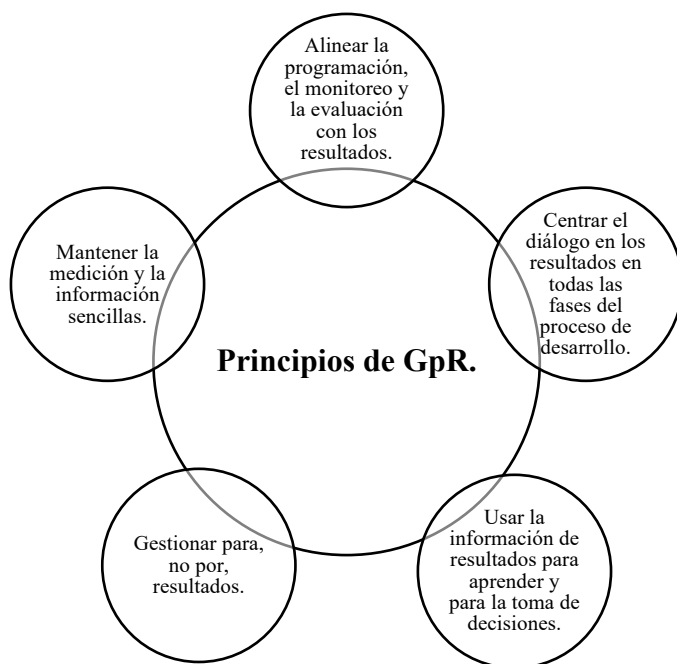 Alinear la
programación,
el monitoreo y
la evaluación
con los
resultados.
Centrar el
diálogo en los
resultados en
todas las
fases del
proceso de
desarrollo.
Mantener la
medición y la
información
sencillas.
Principios de GpR.
Usar la
información de
resultados para
aprender y
para la toma de
decisiones.
Gestionar para,
no por,
resultados.